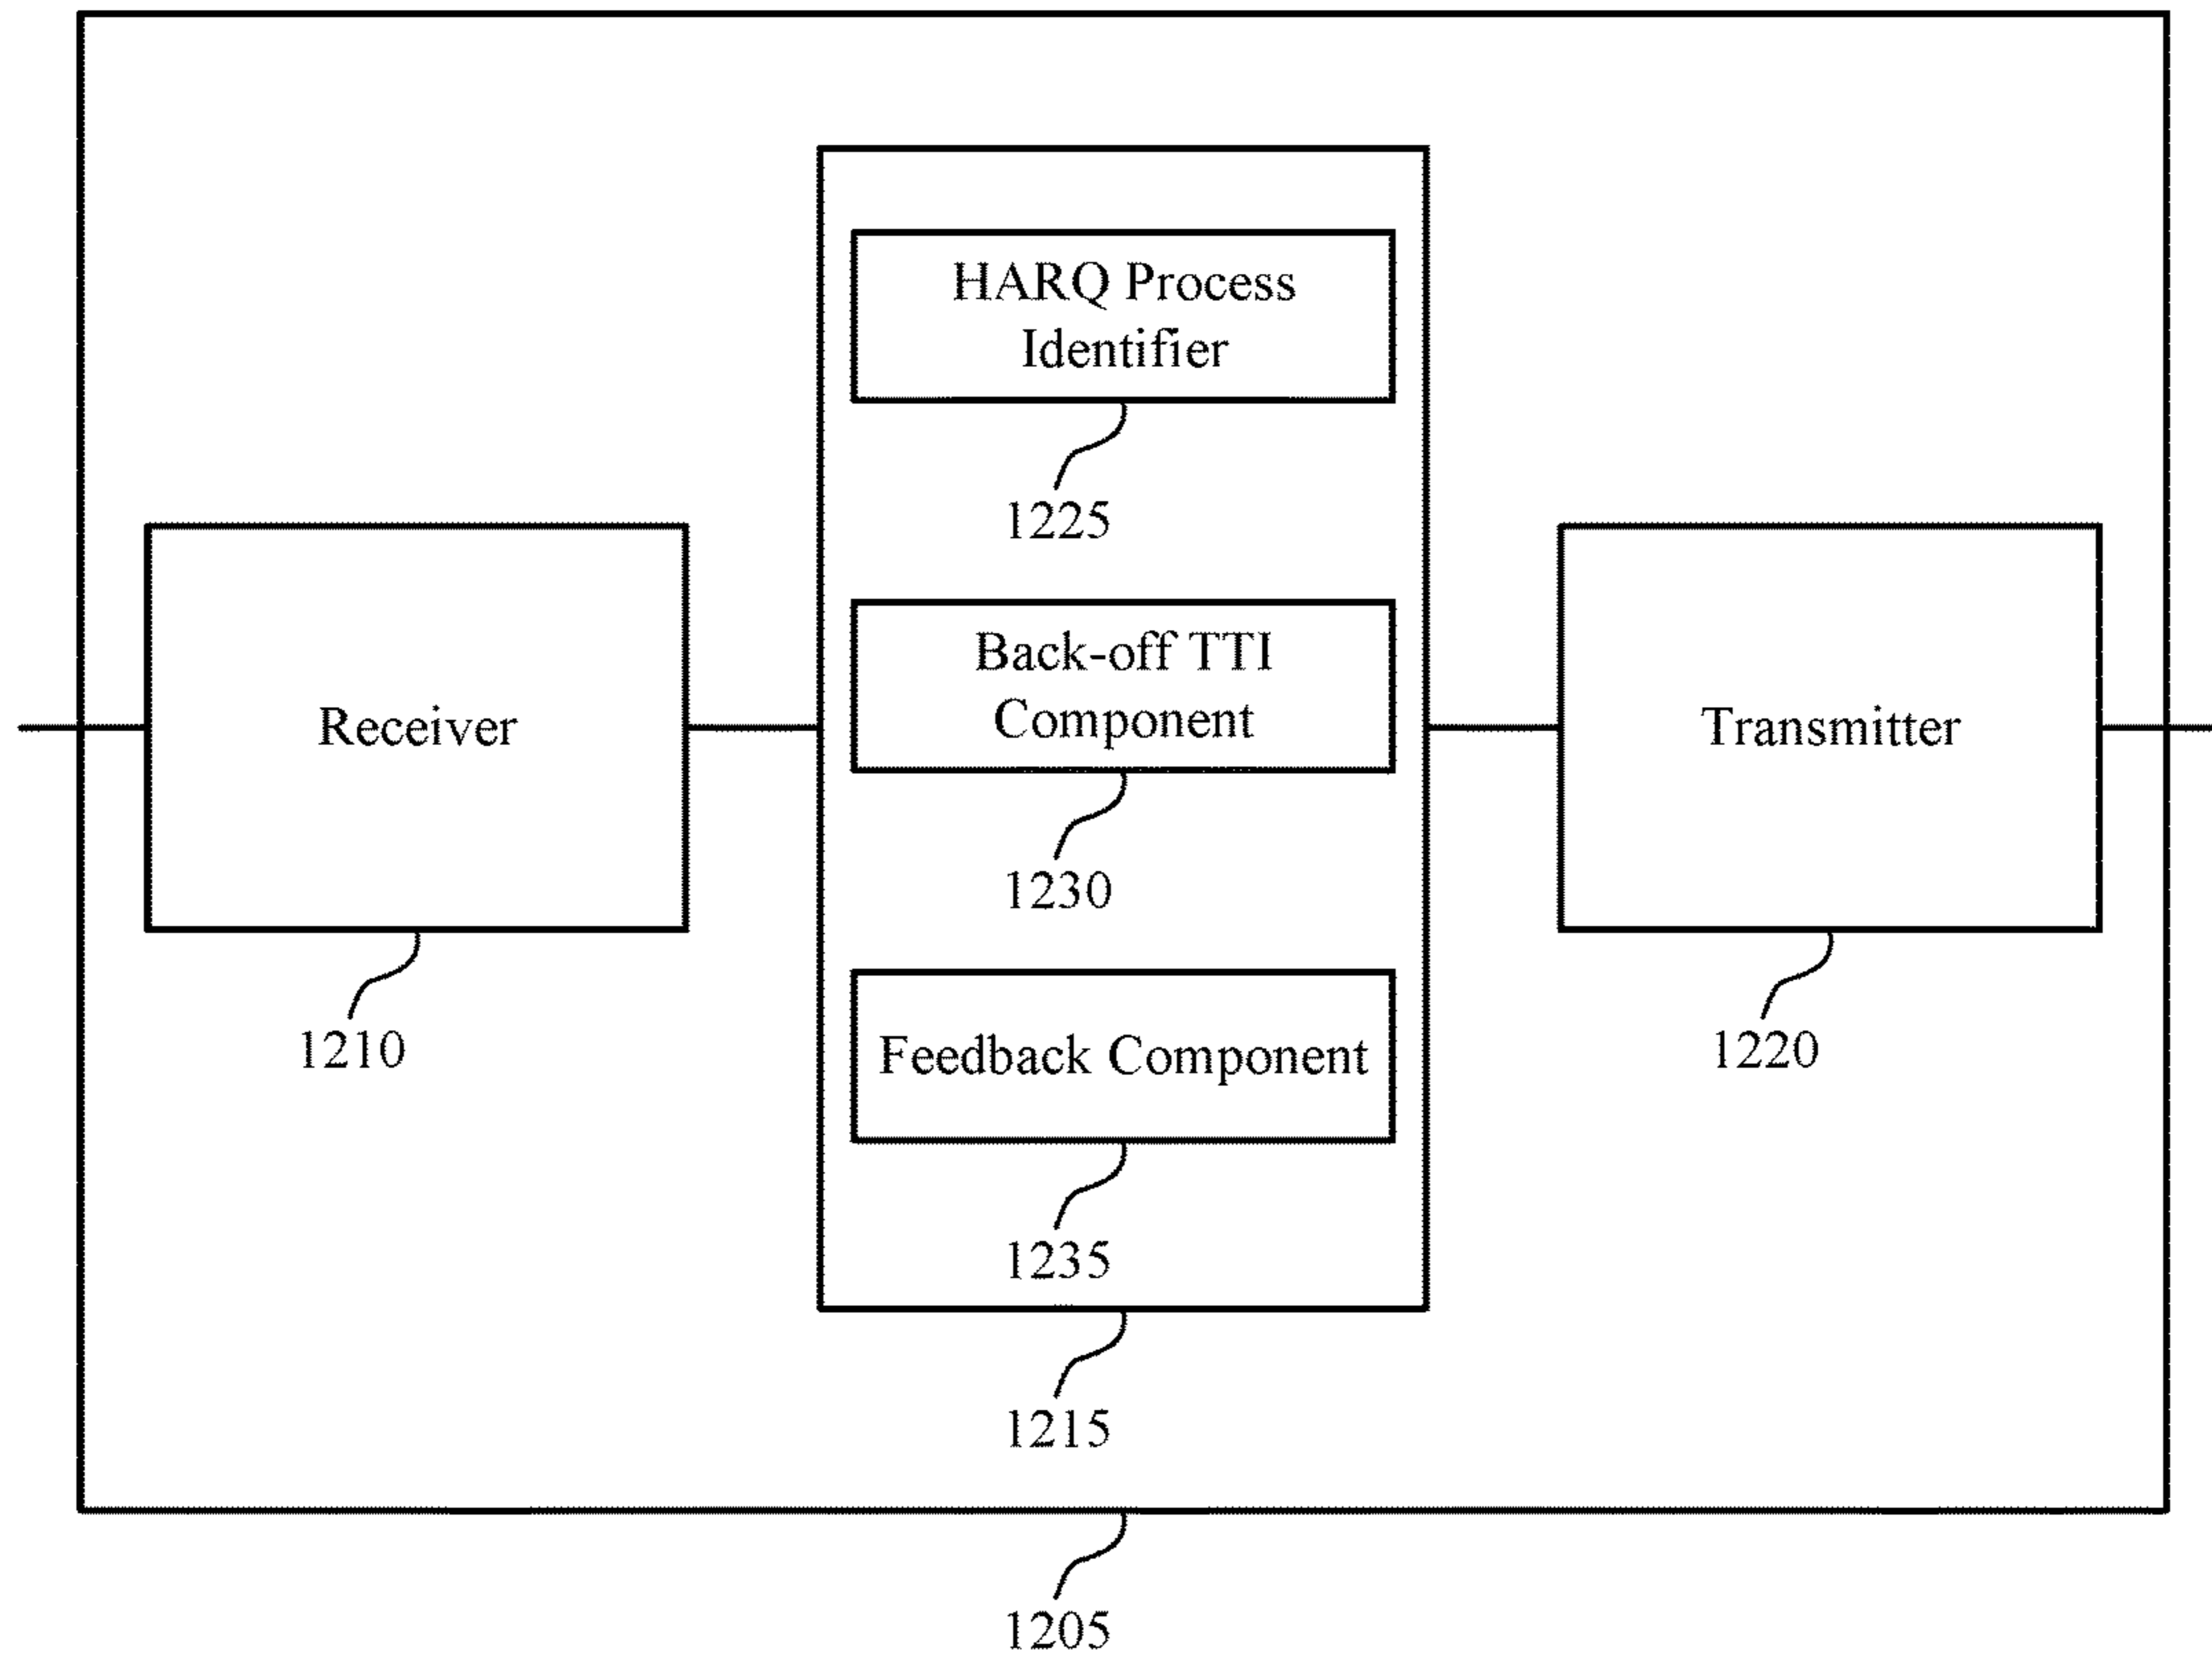 HARQ Process
Identifier
1225
Receiver
1210
Back-off TTI
Component
1230
Feedback Component
1235
1215
Transmitter
1220
1205